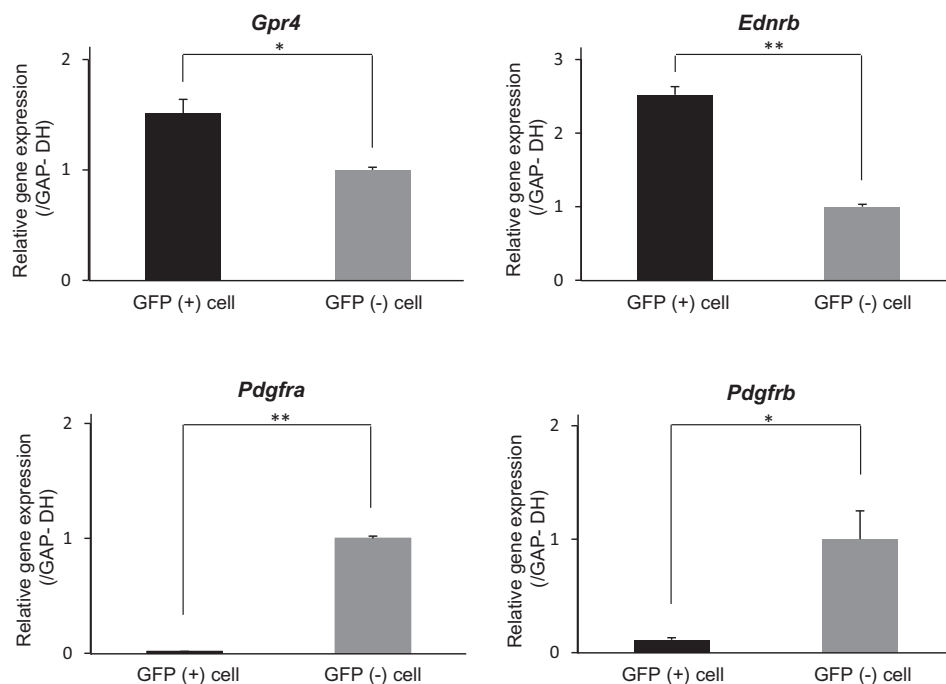 Gpr4
*
2
1
0
Relative gene expression
(/GAP- DH)
GFP (+) cell
GFP (-) cell
Ednrb
**
3
2
1
0
Relative gene expression
(/GAP- DH)
GFP (+) cell
GFP (-) cell
Pdgfra
**
2
1
0
Relative gene expression
(/GAP- DH)
GFP (+) cell
GFP (-) cell
Pdgfrb
*
2
1
0
Relative gene expression
(/GAP- DH)
GFP (+) cell
GFP (-) cell